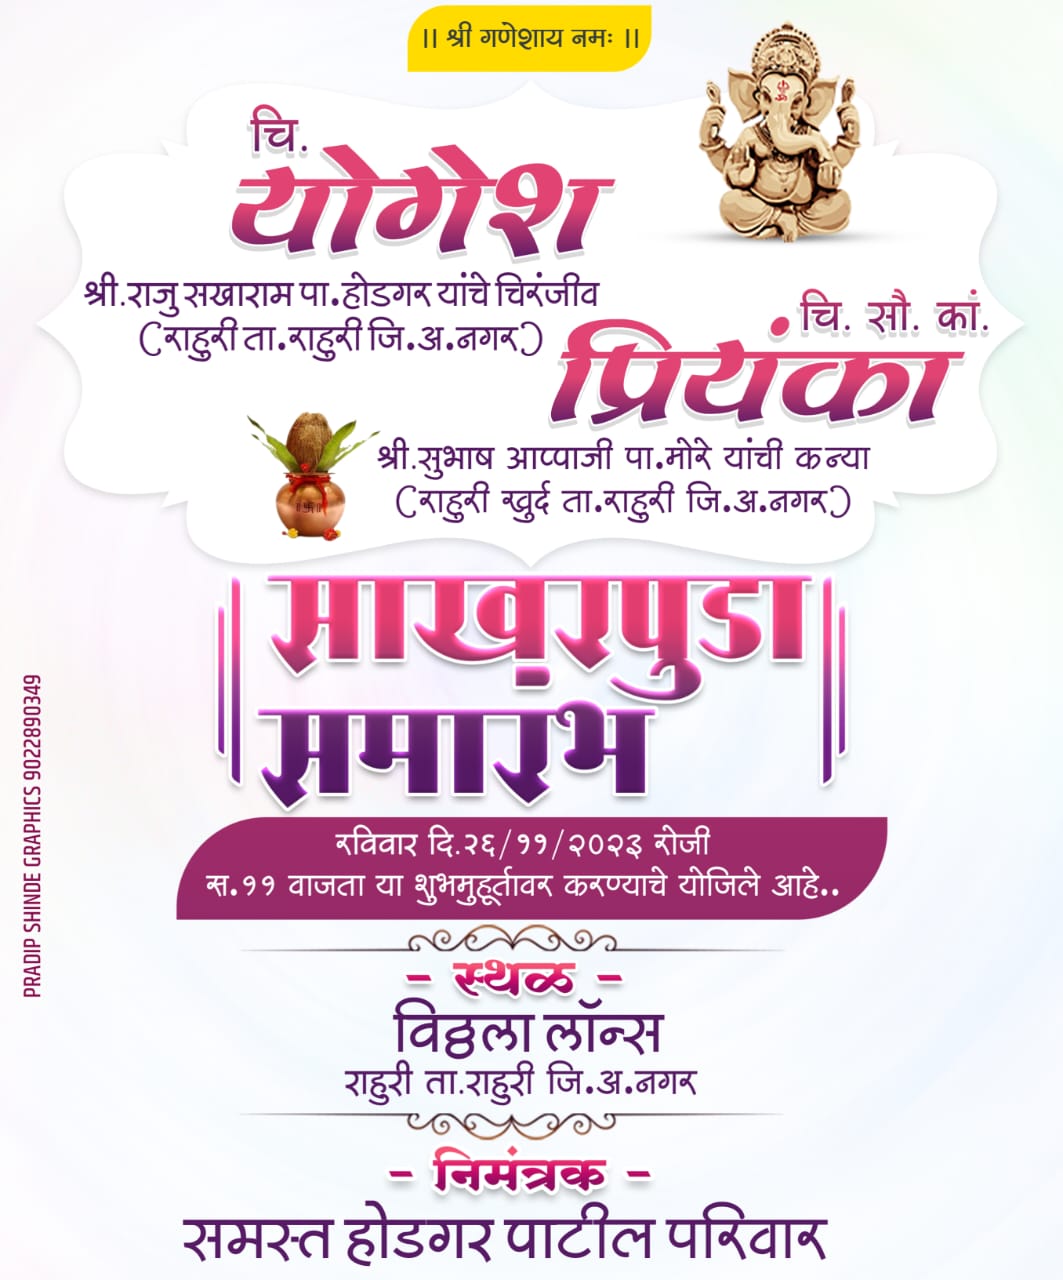 ॥ श्री गणेशाय नमः ॥
चि.
योगेश
श्री.राजु सखाराम पा.होडगर यांचे चिरंजीव
(राहुरी ता.राहुरी जि.अ.नगर)
चि. सौ. कां.
प्रियंका
श्री.सुभाष आप्पाजी पा.मोरे यांची कन्या
(राहुरी खुर्द ता.राहुरी जि.अ.नगर)
साखरपुडा
समारंभ
रविवार दि.२६/११/२०२३ रोजी
स.११ वाजता या शुभमुहूर्तावर करण्याचे योजिले आहे..
- स्थळ -
विठ्ठला लॉन्स
राहुरी ता.राहुरी जि.अ.नगर
- निमंत्रक -
समस्त होडगर पाटील परिवार
PRADIP SHINDE GRAPHICS 9022890349